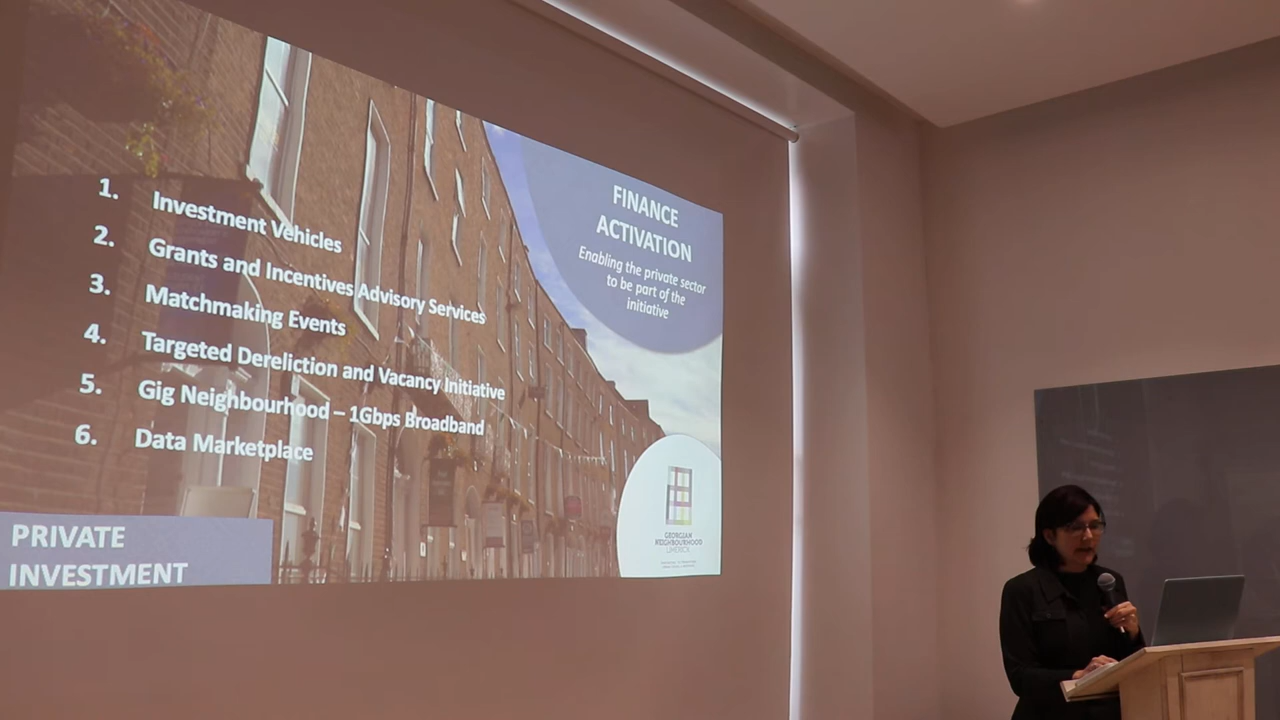 FINANCE
ACTIVATION
Enabling the private sector
to be part of the
initiative
1. Investment Vehicles
2. Grants and Incentives Advisory Services
3. Matchmaking Events
4. Targeted Dereliction and Vacancy Initiative
5. Gig Neighbourhood – 1Gbps Broadband
6. Data Marketplace
PRIVATE
INVESTMENT
GEORGIAN
NEIGHBOURHOOD
LIMERICK